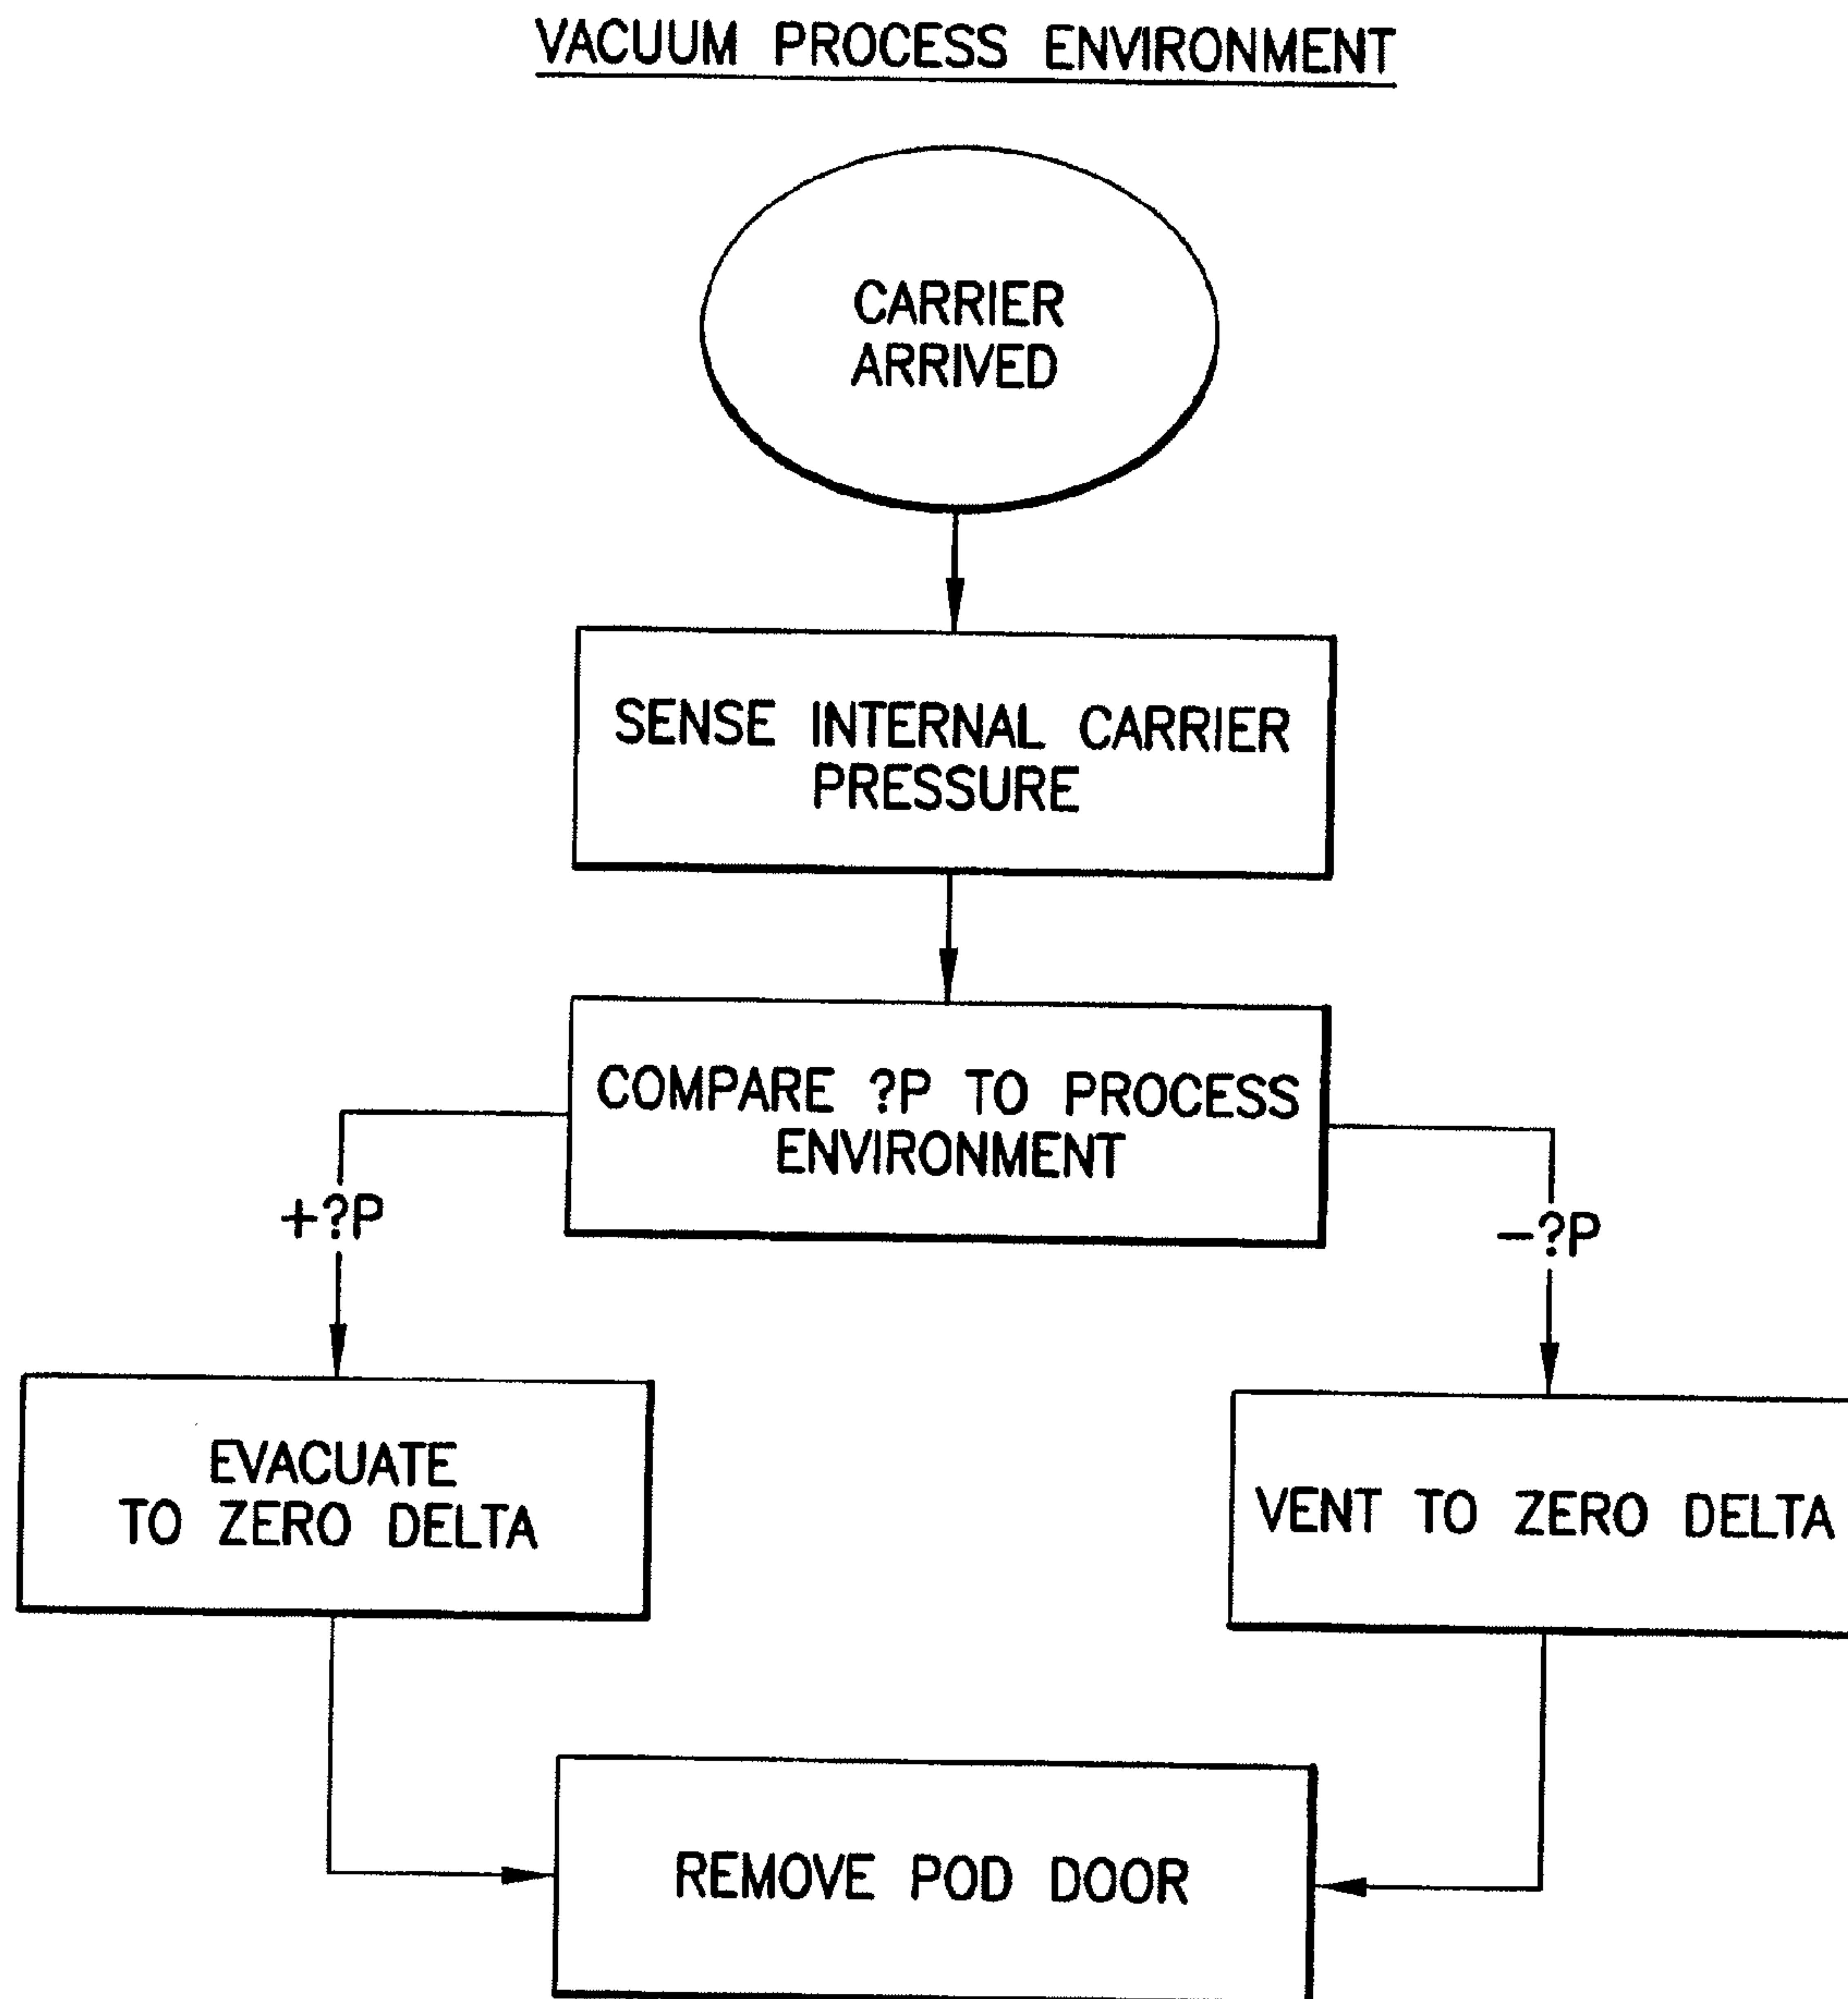 VACUUM PROCESS ENVIRONMENT
CARRIER
ARRIVED
SENSE INTERNAL CARRIER
PRESSURE
COMPARE ?P TO PROCESS
ENVIRONMENT
+?P
-?P
EVACUATE
TO ZERO DELTA
VENT TO ZERO DELTA
REMOVE POD DOOR